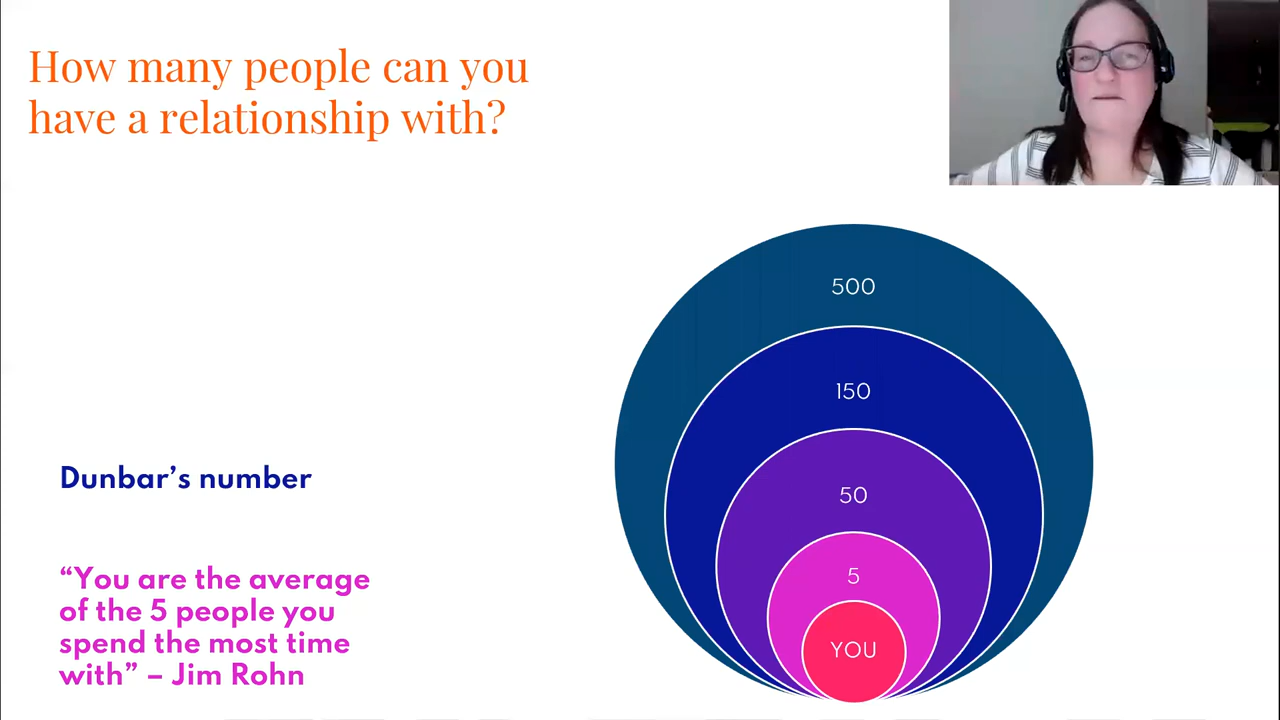 How many people can you
have a relationship with?
500
150
50
5
YOU
Dunbar’s number
“You are the average
of the 5 people you
spend the most time
with” – Jim Rohn